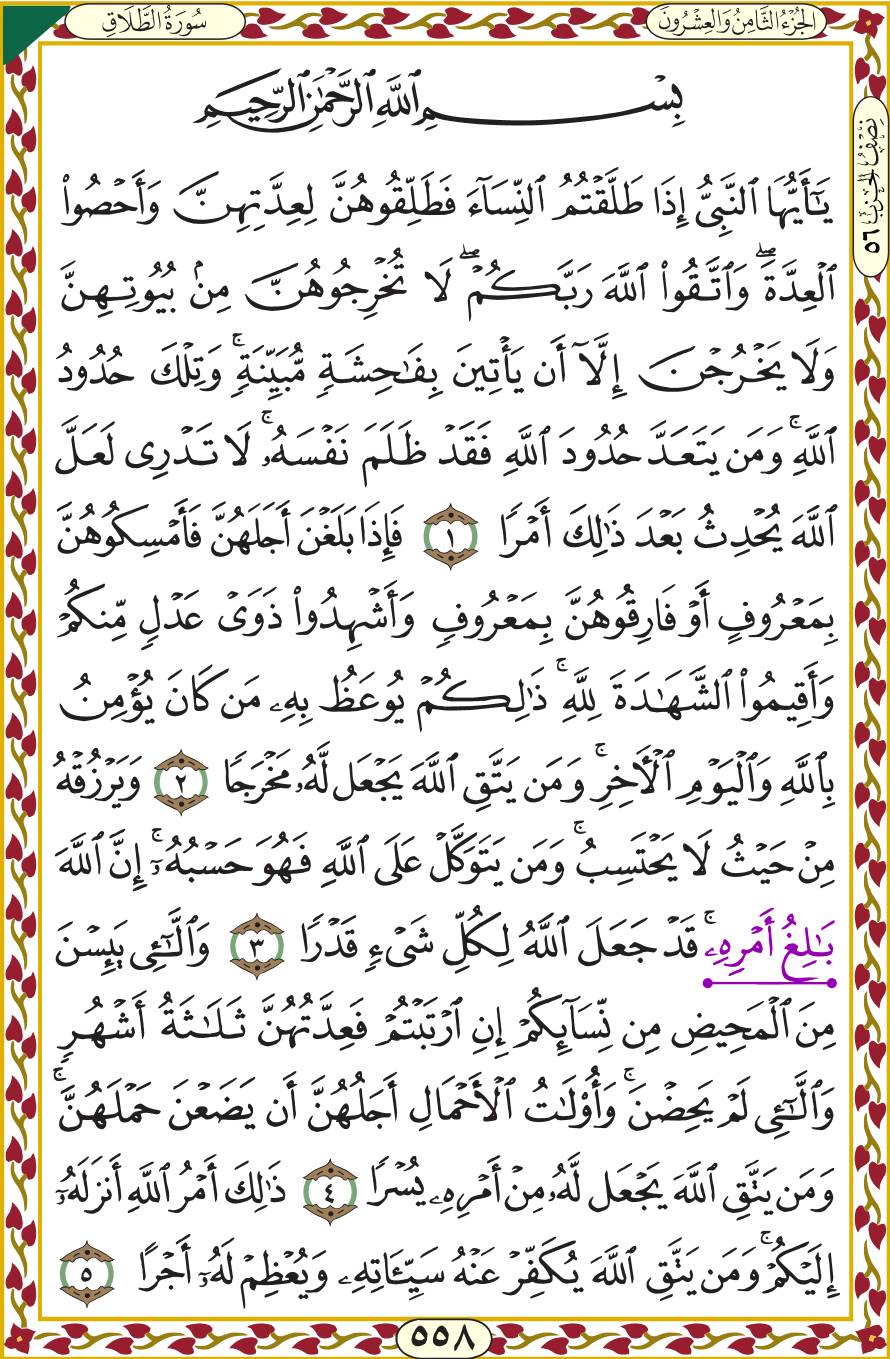 الجُزْءُ الثَّامِنُ وَالعِشْرُونَ
سُورَةُ الطَّلَاقِ
نِصْفُ الْحِزْبِ ٥٦
بِسْمِ ٱللَّهِ ٱلرَّحْمَٰنِ ٱلرَّحِيمِ
يَٰٓأَيُّهَا ٱلنَّبِىُّ إِذَا طَلَّقْتُمُ ٱلنِّسَآءَ فَطَلِّقُوهُنَّ لِعِدَّتِهِنَّ وَأَحْصُوا۟
ٱلْعِدَّةَ ۖ وَٱتَّقُوا۟ ٱللَّهَ رَبَّكُمْ ۖ لَا تُخْرِجُوهُنَّ مِنۢ بُيُوتِهِنَّ
وَلَا يَخْرُجْنَ إِلَّآ أَن يَأْتِينَ بِفَٰحِشَةٍ مُّبَيِّنَةٍ ۚ وَتِلْكَ حُدُودُ
ٱللَّهِ ۚ وَمَن يَتَعَدَّ حُدُودَ ٱللَّهِ فَقَدْ ظَلَمَ نَفْسَهُۥ ۚ لَا تَدْرِى لَعَلَّ
ٱللَّهَ يُحْدِثُ بَعْدَ ذَٰلِكَ أَمْرًا ١ فَإِذَا بَلَغْنَ أَجَلَهُنَّ فَأَمْسِكُوهُنَّ
بِمَعْرُوفٍ أَوْ فَارِقُوهُنَّ بِمَعْرُوفٍ وَأَشْهِدُوا۟ ذَوَىْ عَدْلٍ مِّنكُمْ
وَأَقِيمُوا۟ ٱلشَّهَٰدَةَ لِلَّهِ ۚ ذَٰلِكُمْ يُوعَظُ بِهِۦ مَن كَانَ يُؤْمِنُ
بِٱللَّهِ وَٱلْيَوْمِ ٱلْـَٔاخِرِ ۚ وَمَن يَتَّقِ ٱللَّهَ يَجْعَل لَّهُۥ مَخْرَجًا ٢ وَيَرْزُقْهُ
مِنْ حَيْثُ لَا يَحْتَسِبُ ۚ وَمَن يَتَوَكَّلْ عَلَى ٱللَّهِ فَهُوَ حَسْبُهُۥٓ ۚ إِنَّ ٱللَّهَ
بَٰلِغُ أَمْرِهِۦ ۚ قَدْ جَعَلَ ٱللَّهُ لِكُلِّ شَىْءٍ قَدْرًا ٣ وَٱلَّٰٓـِٔى يَئِسْنَ
مِنَ ٱلْمَحِيضِ مِن نِّسَآئِكُمْ إِنِ ٱرْتَبْتُمْ فَعِدَّتُهُنَّ ثَلَٰثَةُ أَشْهُرٍ
وَٱلَّٰٓـِٔى لَمْ يَحِضْنَ ۚ وَأُو۟لَٰتُ ٱلْأَحْمَالِ أَجَلُهُنَّ أَن يَضَعْنَ حَمْلَهُنَّ ۚ
وَمَن يَتَّقِ ٱللَّهَ يَجْعَل لَّهُۥ مِنْ أَمْرِهِۦ يُسْرًا ٤ ذَٰلِكَ أَمْرُ ٱللَّهِ أَنزَلَهُۥٓ
إِلَيْكُمْ ۚ وَمَن يَتَّقِ ٱللَّهَ يُكَفِّرْ عَنْهُ سَيِّـَٔاتِهِۦ وَيُعْظِمْ لَهُۥٓ أَجْرًا ٥
٥٥٨